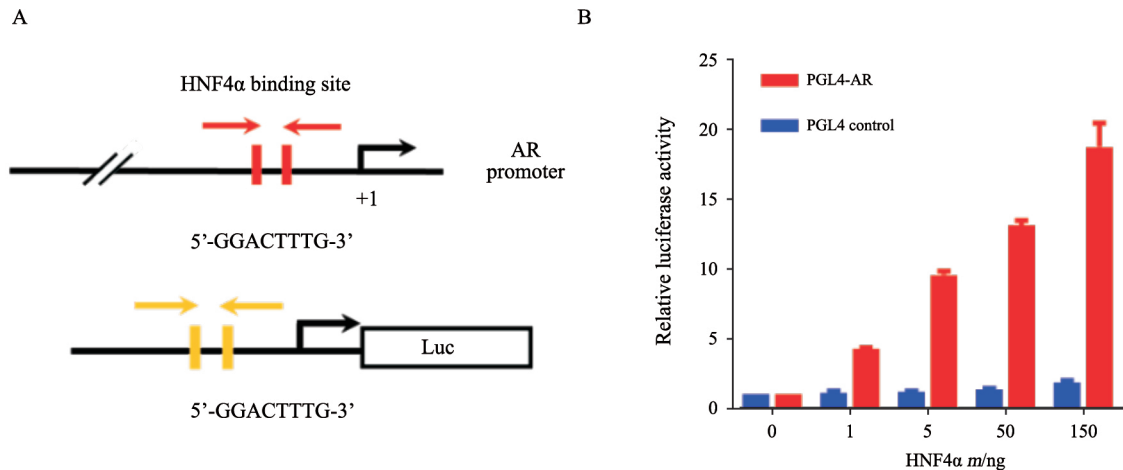 A
HNF4α binding site
AR
promoter
+1
5’-GGACTTTG-3’
Luc
5’-GGACTTTG-3’
B
25
20
15
10
5
0
Relative luciferase activity
PGL4-AR
PGL4 control
0 1 5 50 150
HNF4α m/ng